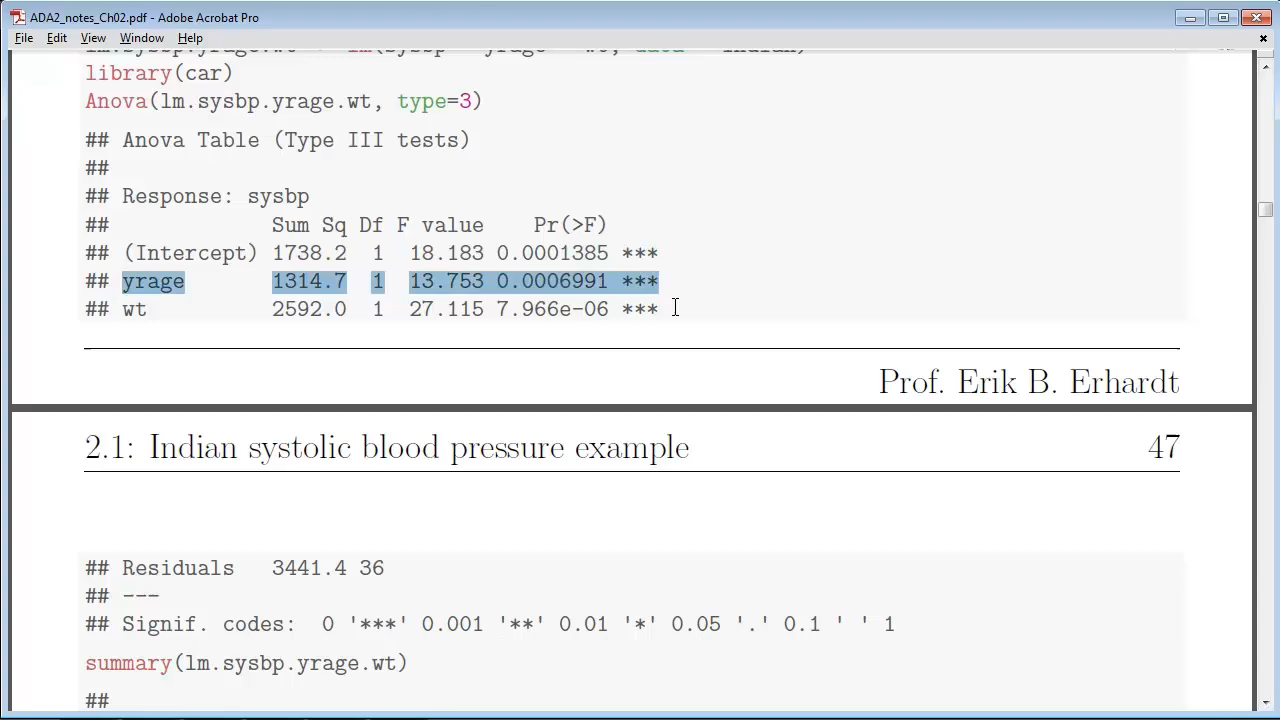 ADA2_notes_Ch02.pdf - Adobe Acrobat Pro
File Edit View Window Help
library(car)
Anova(lm.sysbp.yrage.wt, type=3)
## Anova Table (Type III tests)
##
## Response: sysbp
## Sum Sq Df F value Pr(>F)
## (Intercept) 1738.2 1 18.183 0.0001385 ***
## yrage 1314.7 1 13.753 0.0006991 ***
## wt 2592.0 1 27.115 7.966e-06 ***
Prof. Erik B. Erhardt
2.1: Indian systolic blood pressure example 47
## Residuals 3441.4 36
## ---
## Signif. codes: 0 '***' 0.001 '**' 0.01 '*' 0.05 '.' 0.1 ' ' 1
summary(lm.sysbp.yrage.wt)
##